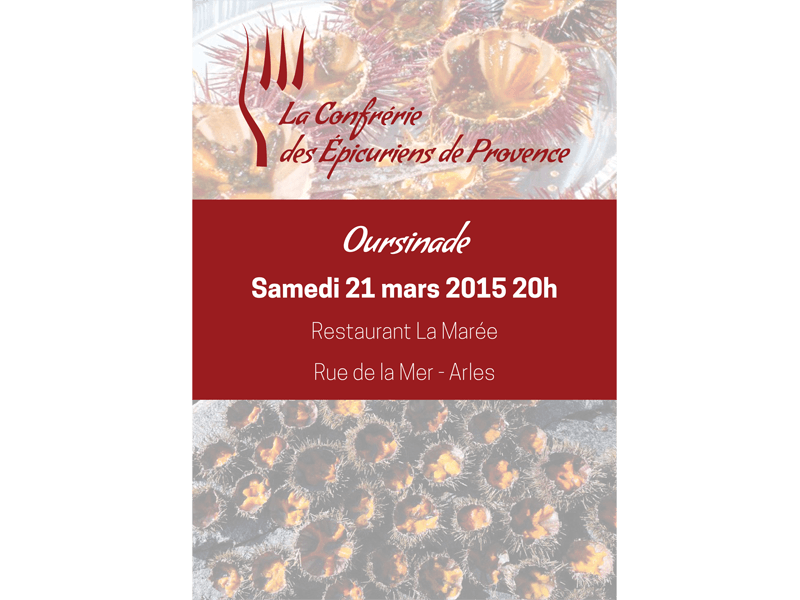 La Confrérie
des Épicuriens de Provence
Oursinade
Samedi 21 mars 2015 20h
Restaurant La Marée
Rue de la Mer - Arles